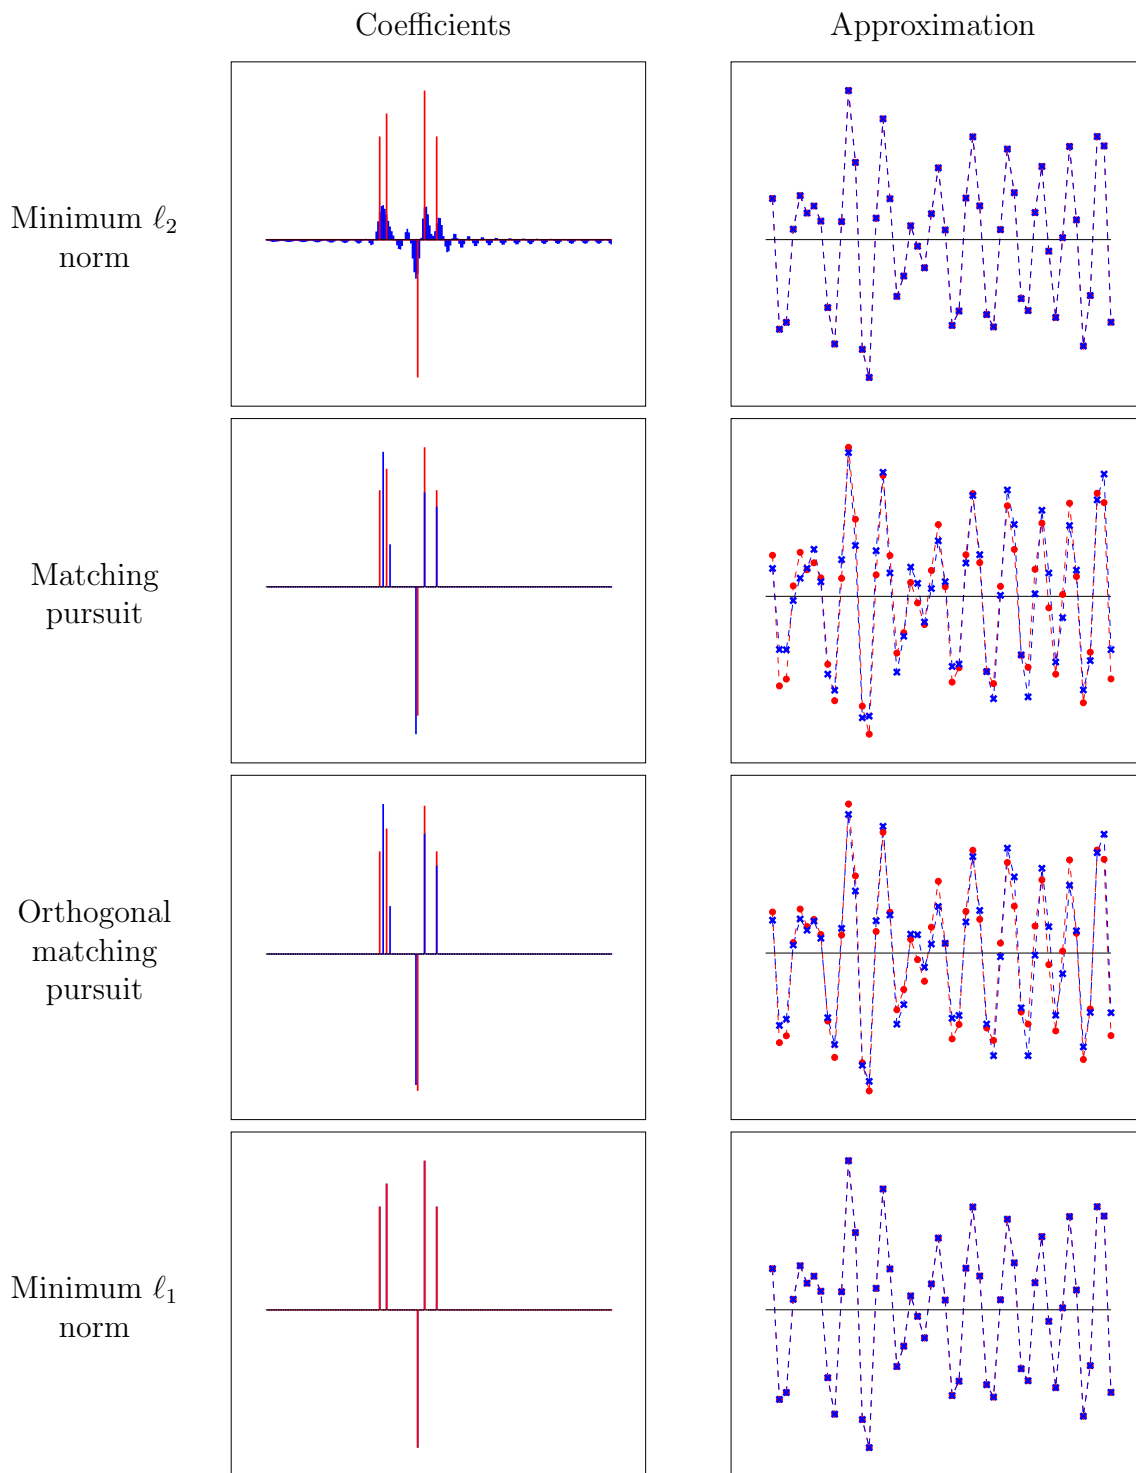 Coefficients
Approximation
Minimum ℓ₂
norm
Matching
pursuit
Orthogonal
matching
pursuit
Minimum ℓ₁
norm